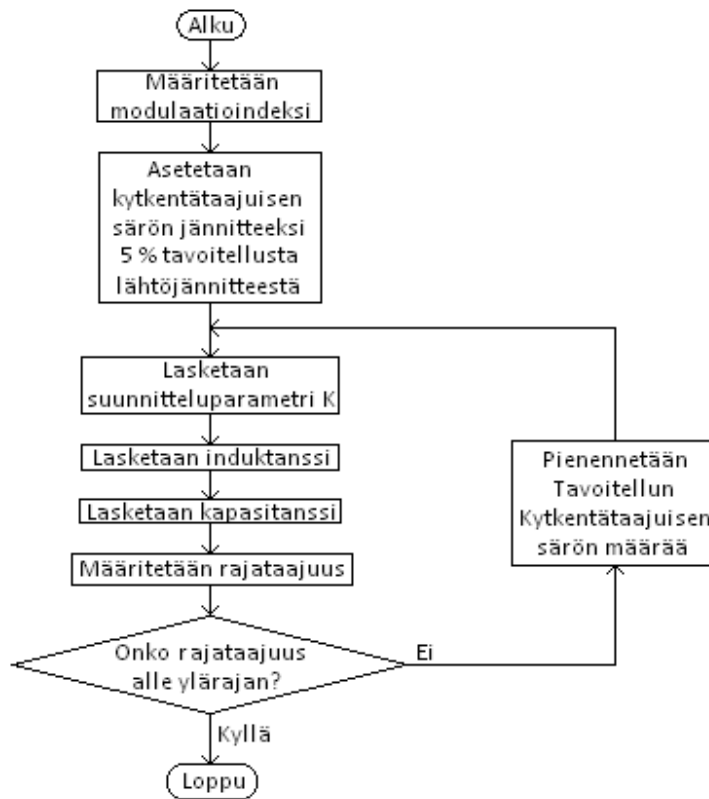 Alku
Määritetään
modulaatioindeksi
Asetetaan
kytkentätaajuisen
särön jännitteeksi
5 % tavoitellusta
lähtöjännitteestä
Lasketaan
suunnitteluparametri K
Lasketaan induktanssi
Lasketaan kapasitanssi
Määritetään rajataajuus
Onko rajataajuus
alle ylärajan?
Ei
Pienennetään
Tavoitellun
Kytkentätaajuisen
särön määrää
Kyllä
Loppu